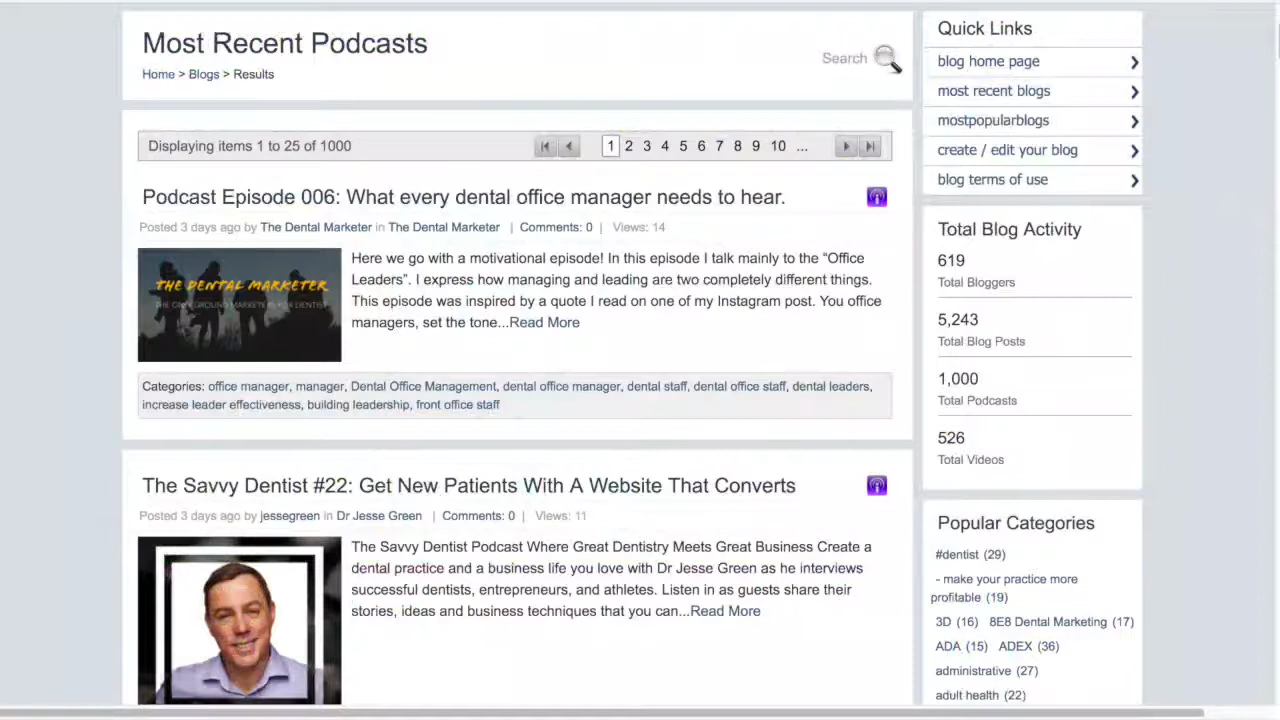 Most Recent Podcasts
Home > Blogs > Results
Search
Displaying items 1 to 25 of 1000
1 2 3 4 5 6 7 8 9 10 ...
Podcast Episode 006: What every dental office manager needs to hear.
Posted 3 days ago by The Dental Marketer in The Dental Marketer | Comments: 0 | Views: 14
THE DENTAL MARKETER
Here we go with a motivational episode! In this episode I talk mainly to the “Office
Leaders”. I express how managing and leading are two completely different things.
This episode was inspired by a quote I read on one of my Instagram post. You office
managers, set the tone...Read More
Categories: office manager, manager, Dental Office Management, dental office manager, dental staff, dental office staff, dental leaders,
increase leader effectiveness, building leadership, front office staff
The Savvy Dentist #22: Get New Patients With A Website That Converts
Posted 3 days ago by jessegreen in Dr Jesse Green | Comments: 0 | Views: 11
The Savvy Dentist Podcast Where Great Dentistry Meets Great Business Create a
dental practice and a business life you love with Dr Jesse Green as he interviews
successful dentists, entrepreneurs, and athletes. Listen in as guests share their
stories, ideas and business techniques that you can...Read More
Quick Links
blog home page
most recent blogs
mostpopularblogs
create / edit your blog
blog terms of use
Total Blog Activity
619
Total Bloggers
5,243
Total Blog Posts
1,000
Total Podcasts
526
Total Videos
Popular Categories
#dentist (29)
- make your practice more
profitable (19)
3D (16) 8E8 Dental Marketing (17)
ADA (15) ADEX (36)
administrative (27)
adult health (22)